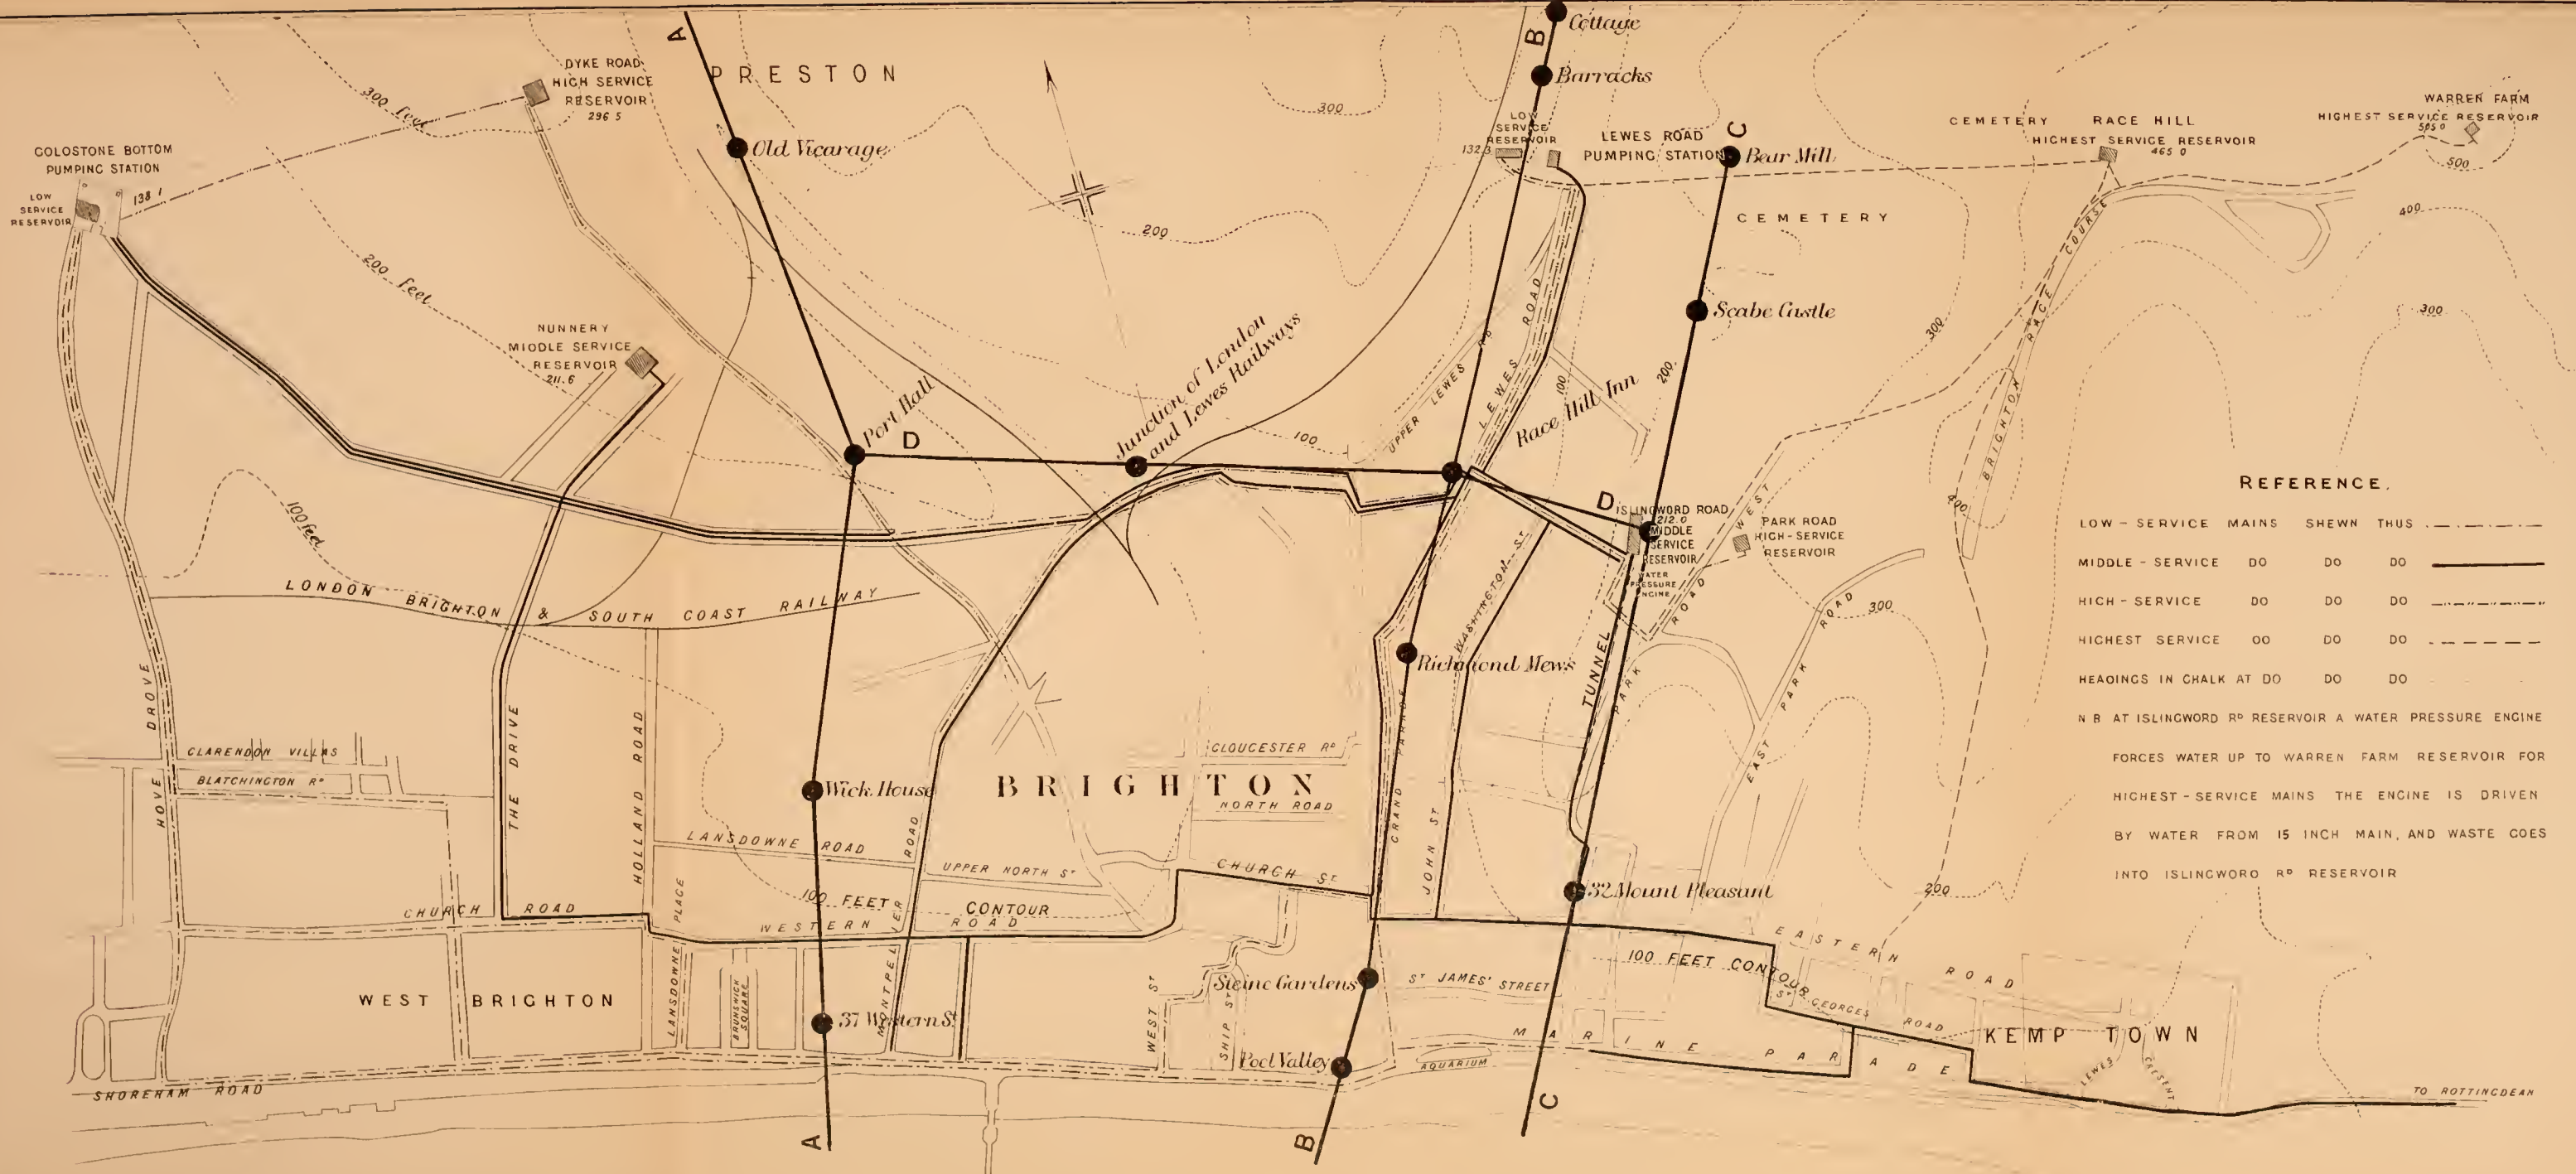 A
PRESTON
B
Cottage
Barracks
DYKE ROAD
HIGH SERVICE
RESERVOIR
296 5
300 feet
300
Old Vicarage
GOLDSTONE BOTTOM
PUMPING STATION
138 1
LOW
SERVICE
RESERVOIR
LOW
SERVICE
RESERVOIR
132.3
LEWES ROAD
PUMPING STATION
C
Bear Mill
CEMETERY
RACE HILL
HIGHEST SERVICE RESERVOIR
465 0
WARREN FARM
HIGHEST SERVICE RESERVOIR
505 0
500
CEMETERY
400
200
200 feet
NUNNERY
MIDDLE SERVICE
RESERVOIR
211.6
Scabe Castle
300
300
BRIGHTON RACE COURSE
Port Hall
D
Junction of London
and Lewes Railways
100
UPPER LEWES RD
LEWES ROAD
100
200
Race Hill Inn
100 feet
D
ISLINGWORD ROAD
212.0
MIDDLE
SERVICE
RESERVOIR
WATER
PRESSURE
ENGINE
PARK ROAD
HIGH-SERVICE
RESERVOIR
400
WEST
PARK ROAD
300
EAST PARK ROAD
LONDON BRIGHTON & SOUTH COAST RAILWAY
Richmond Mews
WASHINGTON ST
TUNNEL
HOVE DROVE
CLARENDON VILLAS
BLATCHINGTON RD
THE DRIVE
HOLLAND ROAD
Wick House
BRIGHTON
GLOUCESTER RD
NORTH ROAD
GRAND PARADE
JOHN ST
LANSDOWNE ROAD
UPPER NORTH ST
CHURCH ST
32 Mount Pleasant
200
CHURCH ROAD
LANSDOWNE PLACE
100 FEET CONTOUR
WESTERN ROAD
MONTPELIER ROAD
EASTERN ROAD
100 FEET CONTOUR
WEST BRIGHTON
BRUNSWICK
SQUARE
37 Western St
WEST ST
SHIP ST
Steine Gardens
ST JAMES' STREET
ST GEORGES ROAD
KEMP TOWN
Pool Valley
AQUARIUM
MARINE PARADE
LEWES CRESENT
SHOREHAM ROAD
TO ROTTINGDEAN
A
B
C
REFERENCE.
LOW-SERVICE MAINS SHEWN THUS
MIDDLE-SERVICE DO DO DO
HIGH-SERVICE DO DO DO
HIGHEST SERVICE DO DO DO
HEADINGS IN CHALK AT DO DO DO
N B AT ISLINGWORD RD RESERVOIR A WATER PRESSURE ENGINE
FORCES WATER UP TO WARREN FARM RESERVOIR FOR
HIGHEST-SERVICE MAINS THE ENGINE IS DRIVEN
BY WATER FROM 15 INCH MAIN, AND WASTE GOES
INTO ISLINGWORD RD RESERVOIR